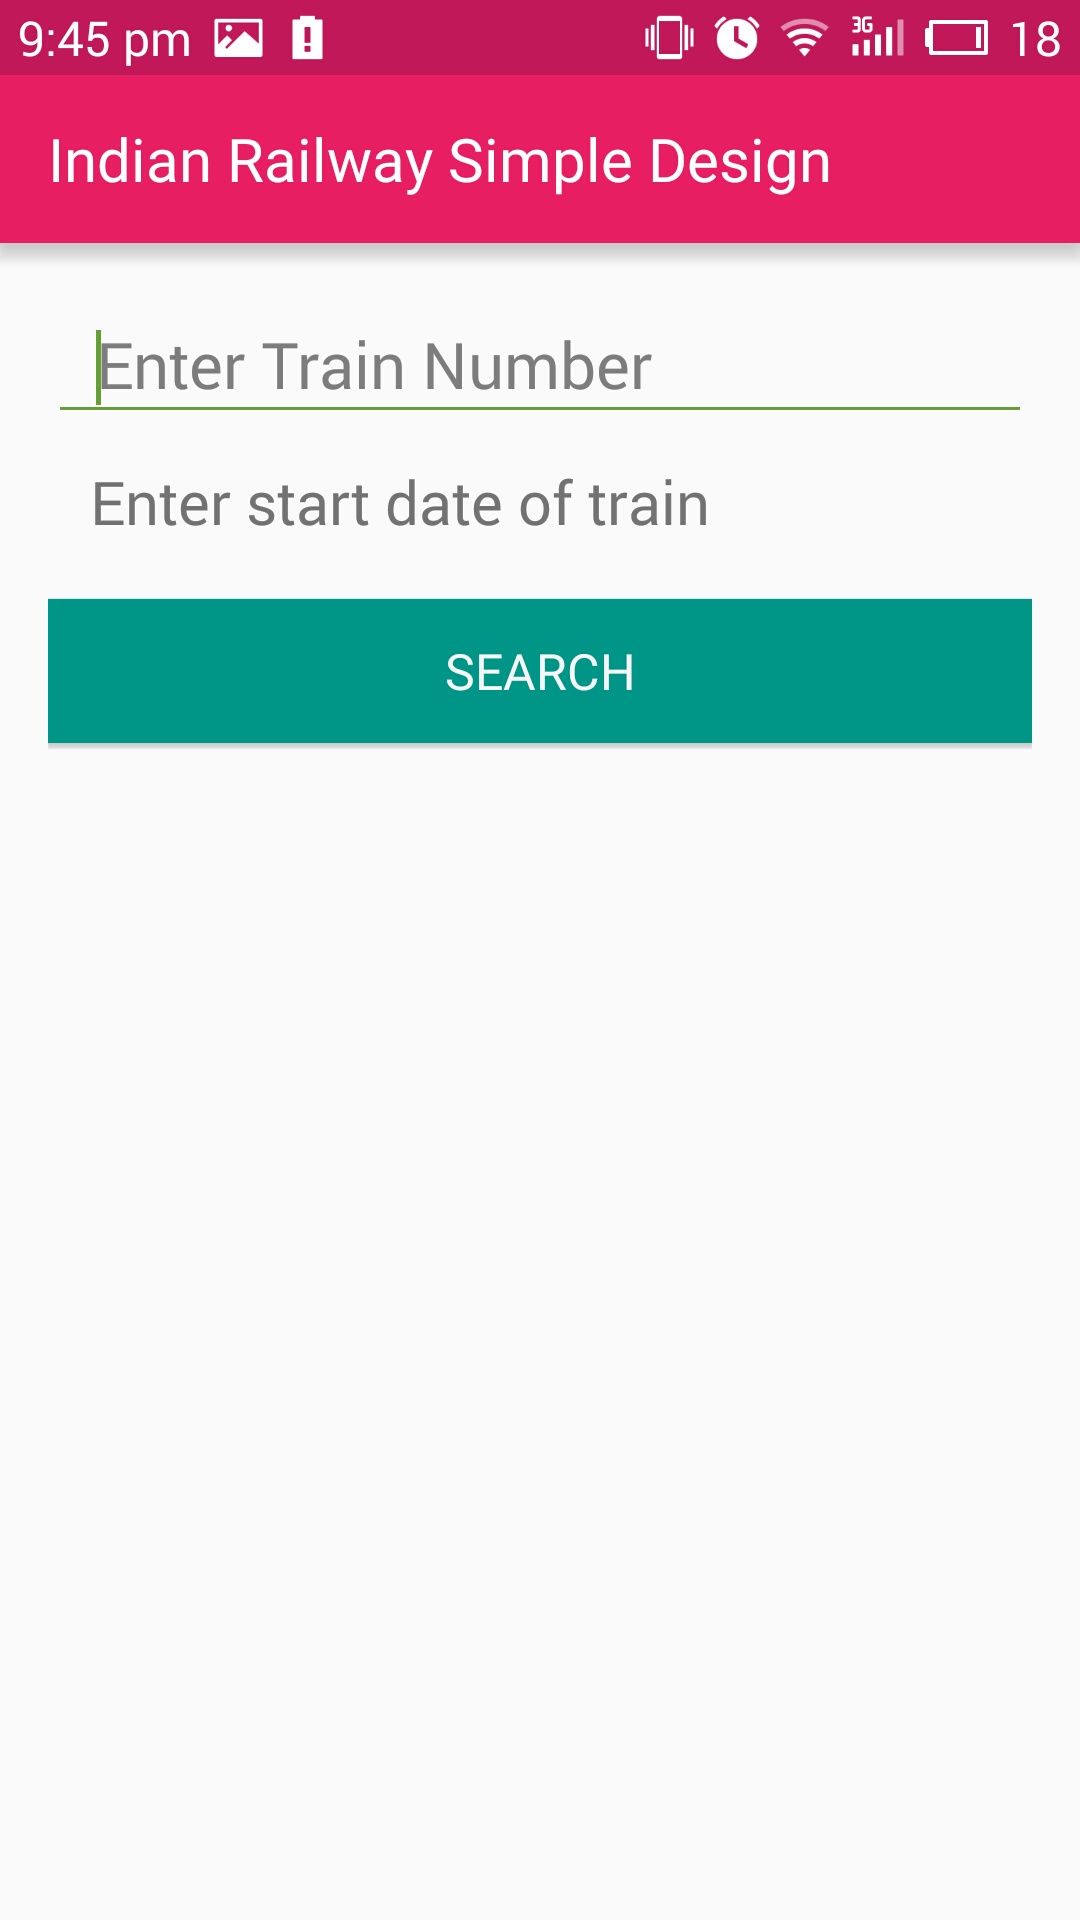 9:45 pm 3G 18
Indian Railway Simple Design
Enter Train Number
Enter start date of train
SEARCH